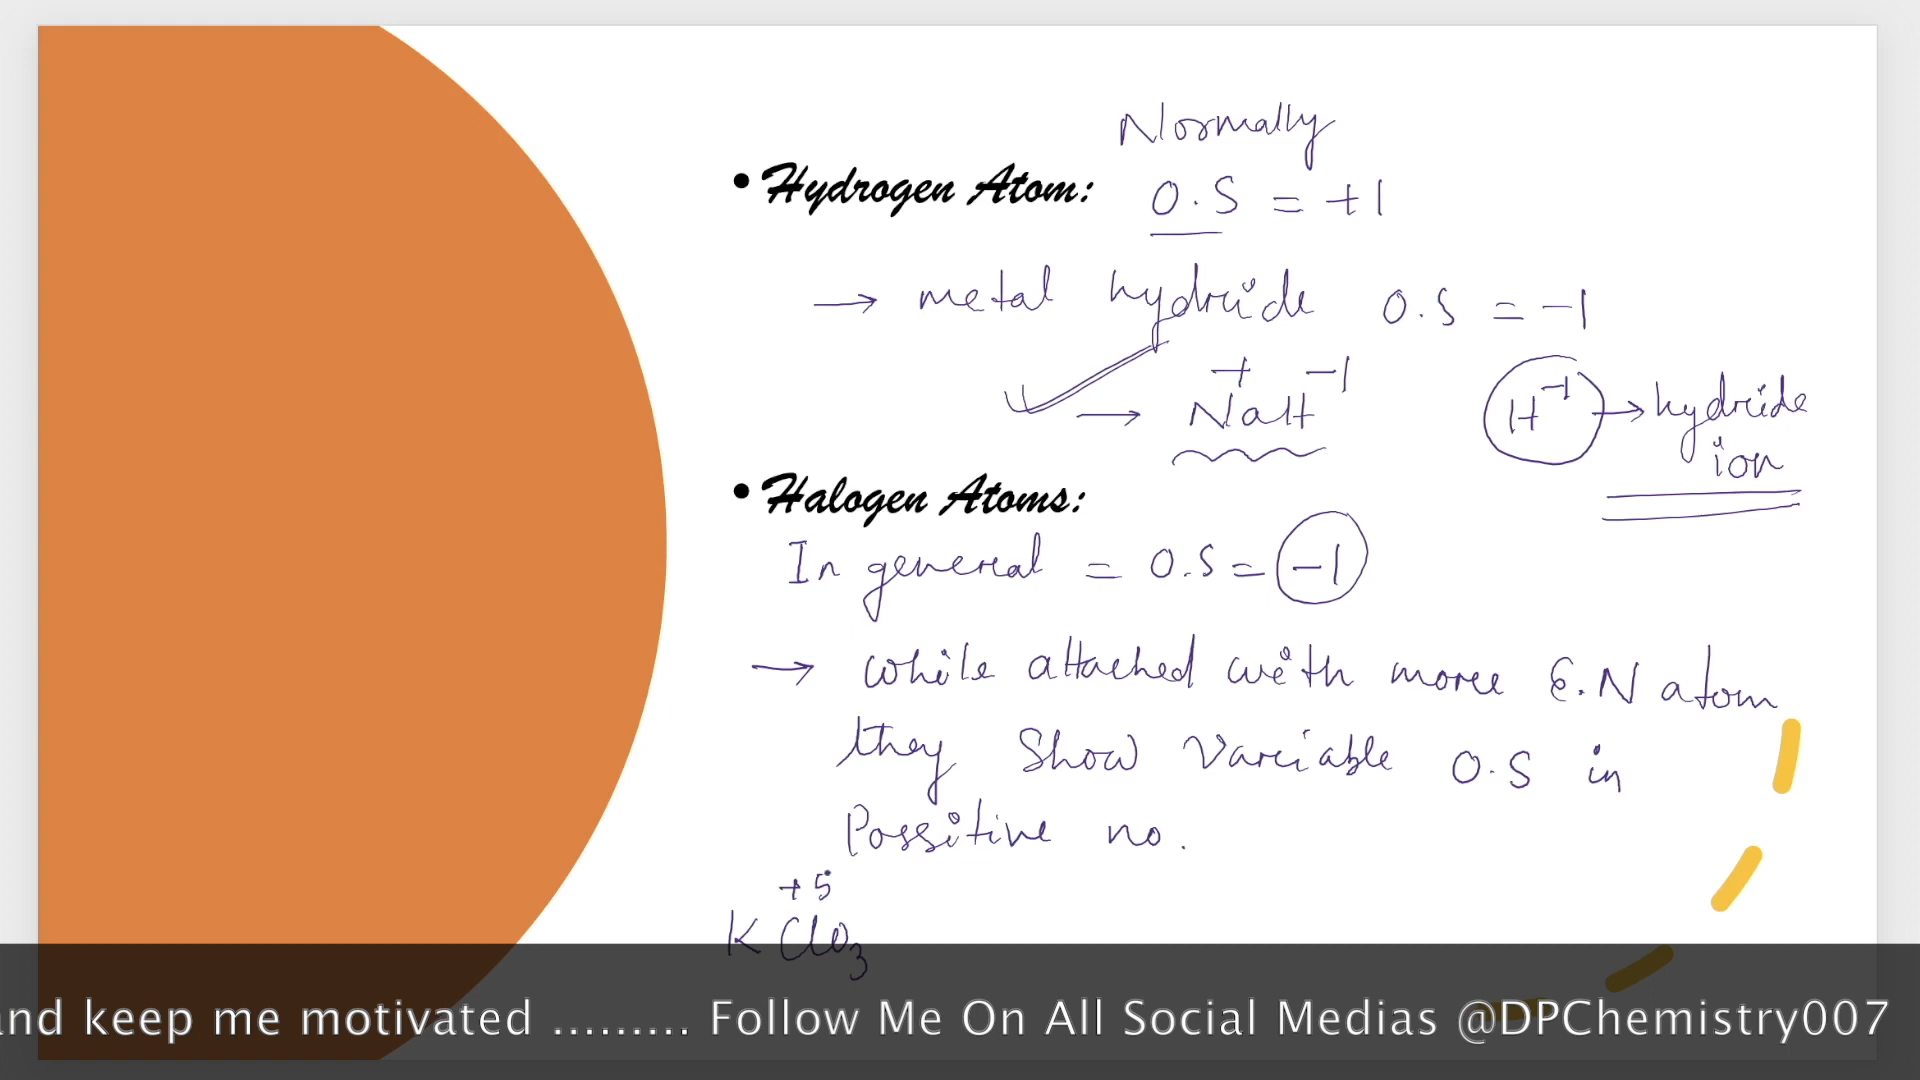 Normally
• Hydrogen Atom: O.S = +1
→ metal hydride O.S = -1
+ -1
→ NaH H⁻¹ → hydride
ion
• Halogen Atoms:
In general = O.S = -1
→ while attached with more E.N atom
they Show Variable O.S in
Possitive no.
+5
KClO₃
and keep me motivated ......... Follow Me On All Social Medias @DPChemistry007